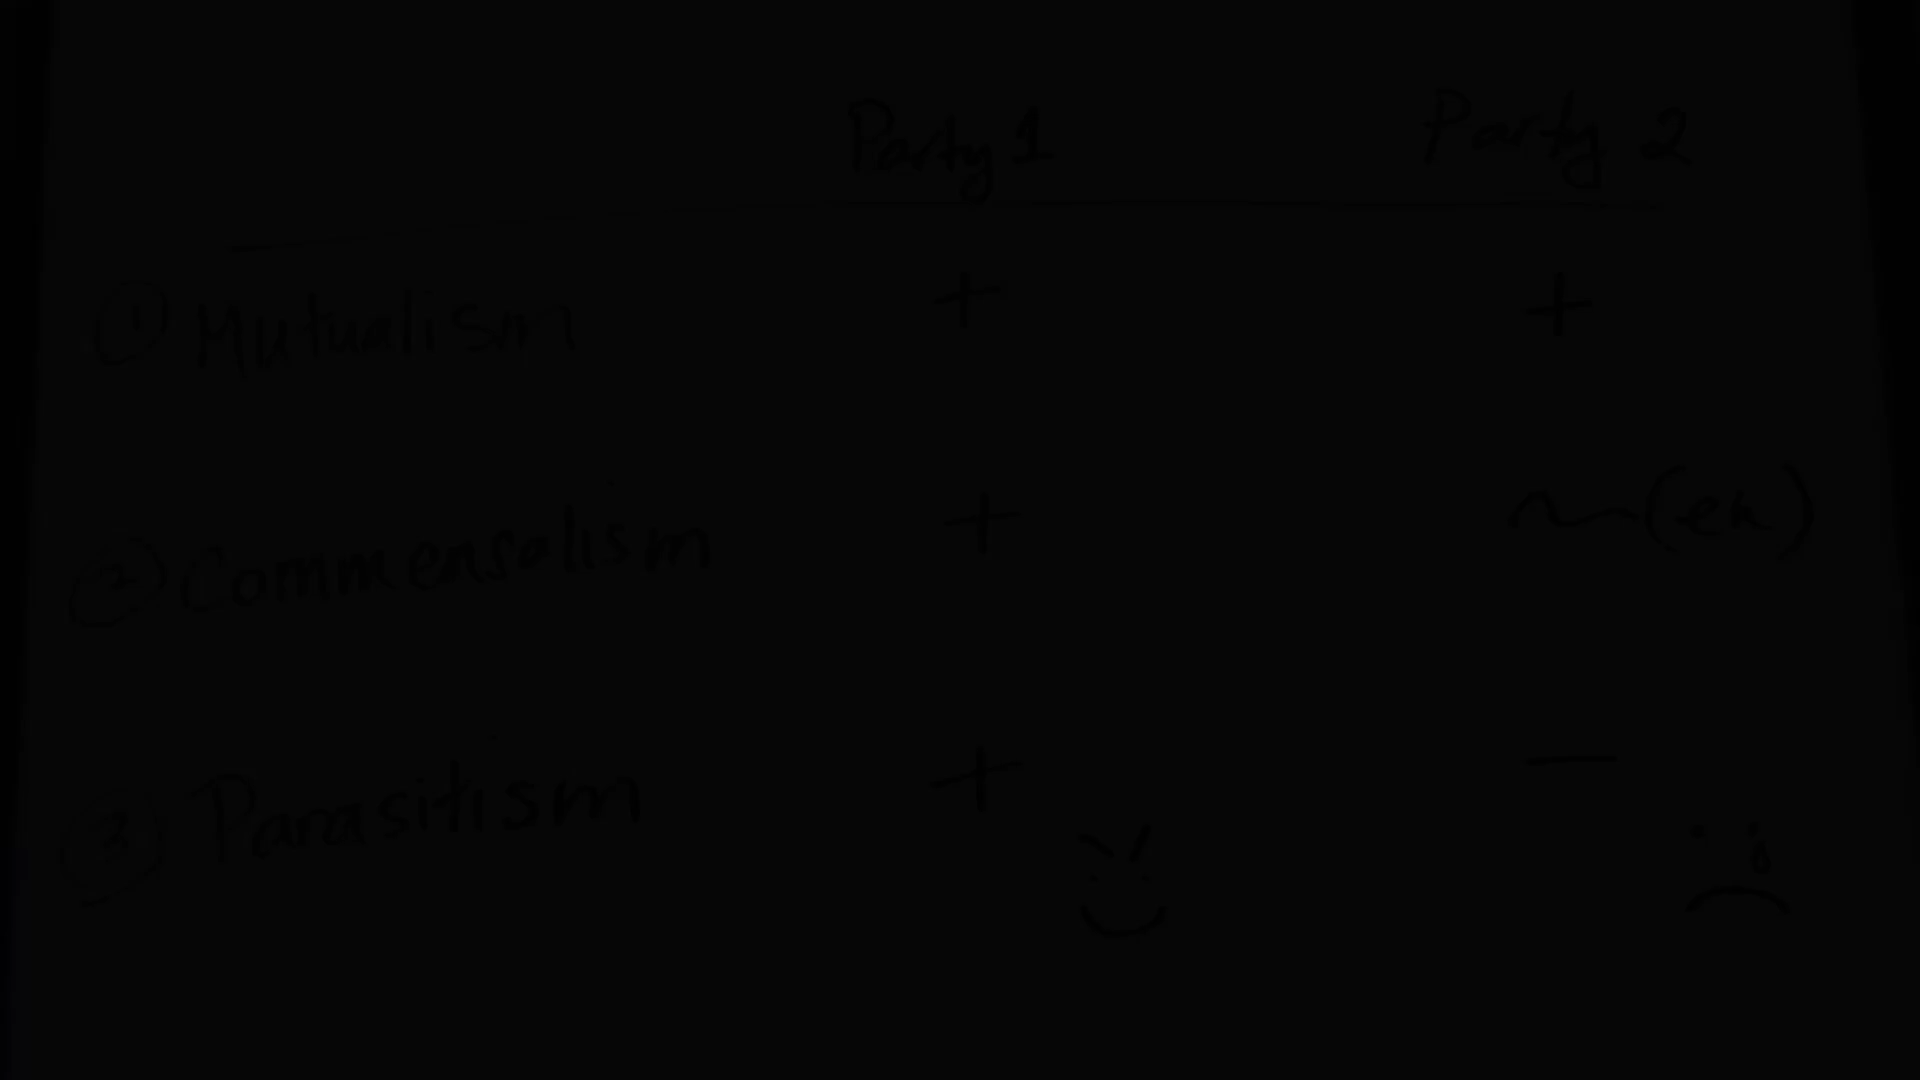 Party 1 Party 2
① Mutualism + +
② Commensalism + ~(eh)
③ Parasitism + −